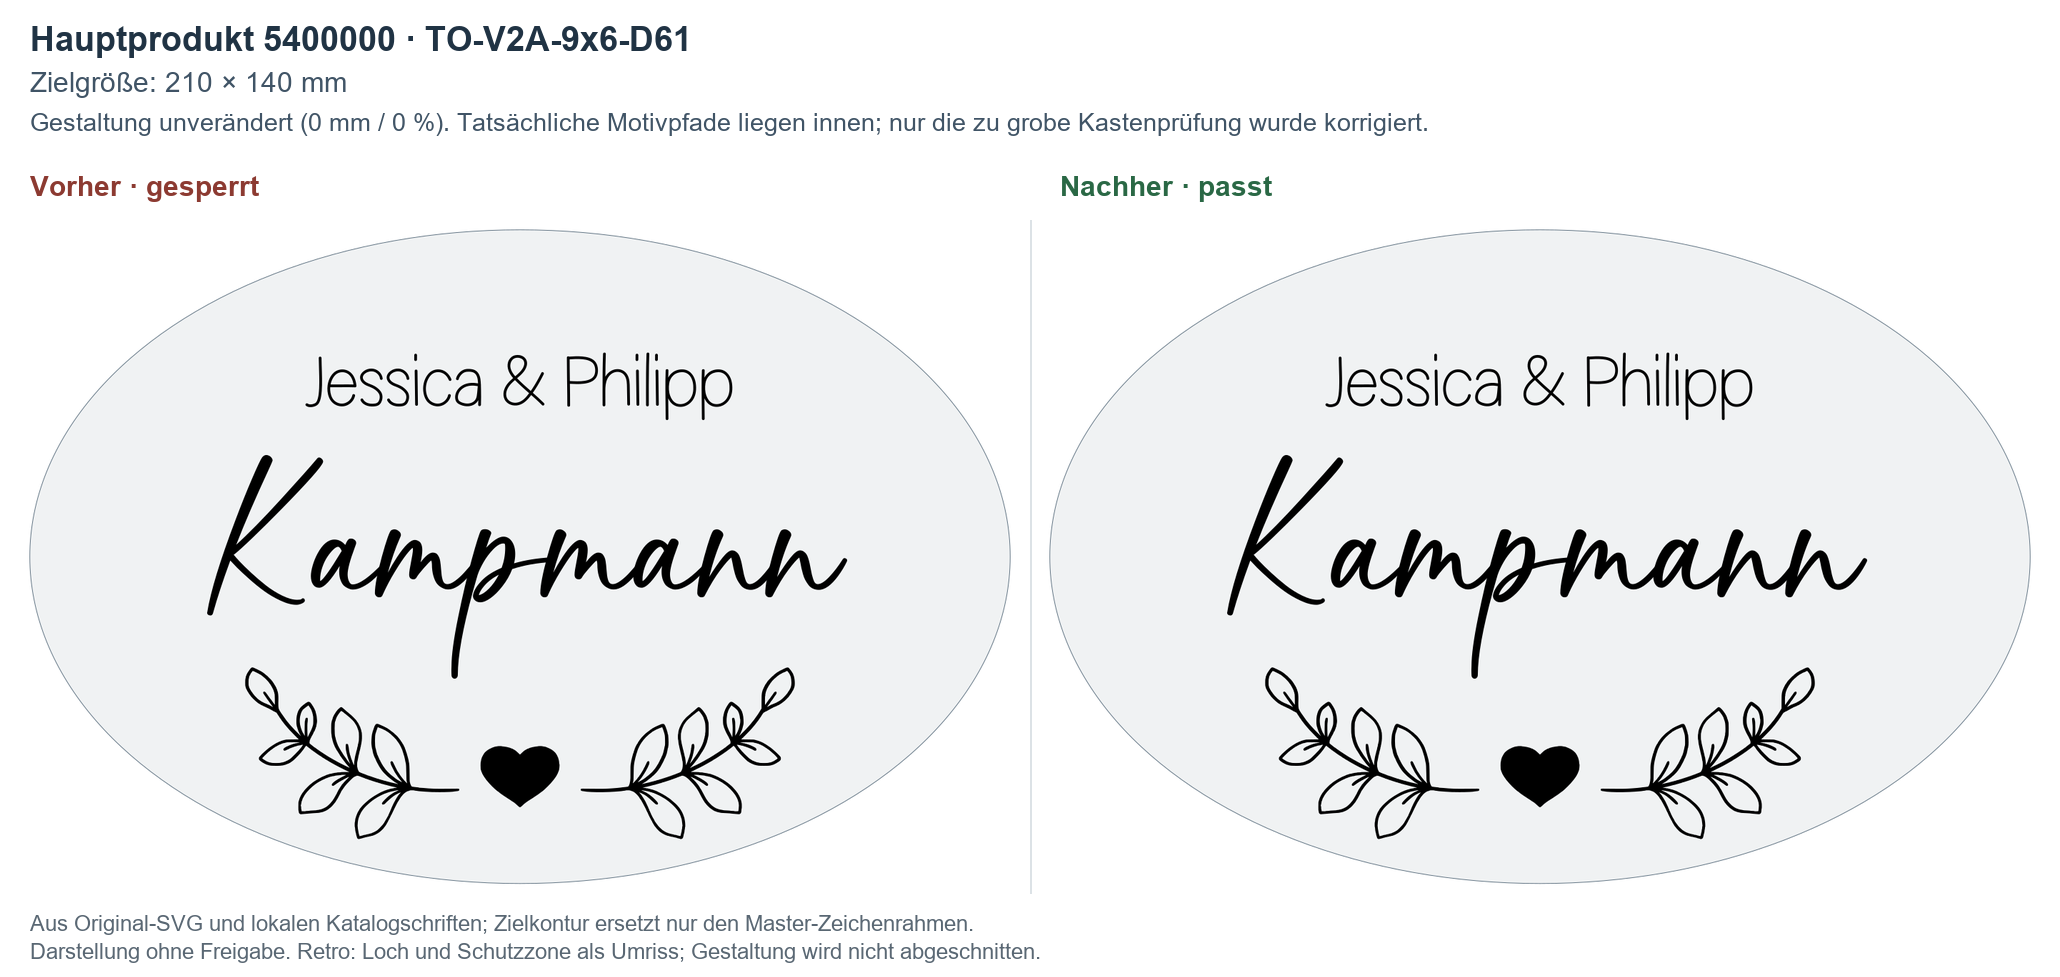 Hauptprodukt 5400000 · TO-V2A-9x6-D61
Zielgröße: 210 × 140 mm
Gestaltung unverändert (0 mm / 0 %). Tatsächliche Motivpfade liegen innen; nur die zu grobe Kastenprüfung wurde korrigiert.
Vorher · gesperrt
Jessica & Philipp
Kampmann
Nachher · passt
Jessica & Philipp
Kampmann
Aus Original-SVG und lokalen Katalogschriften; Zielkontur ersetzt nur den Master-Zeichenrahmen.
Darstellung ohne Freigabe. Retro: Loch und Schutzzone als Umriss; Gestaltung wird nicht abgeschnitten.